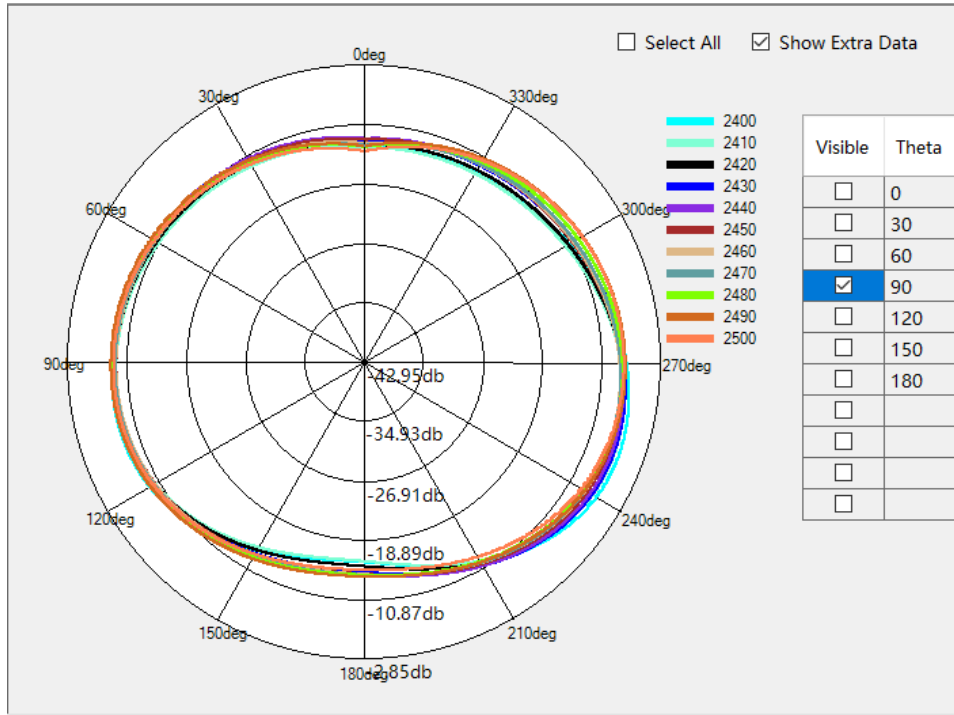 Select All
Show Extra Data
0deg
30deg
330deg
60deg
300deg
90deg
270deg
120deg
240deg
150deg
210deg
180deg
-42.95db
-34.93db
-26.91db
-18.89db
-10.87db
-2.85db
2400
2410
2420
2430
2440
2450
2460
2470
2480
2490
2500
Visible Theta
0
30
60
90
120
150
180